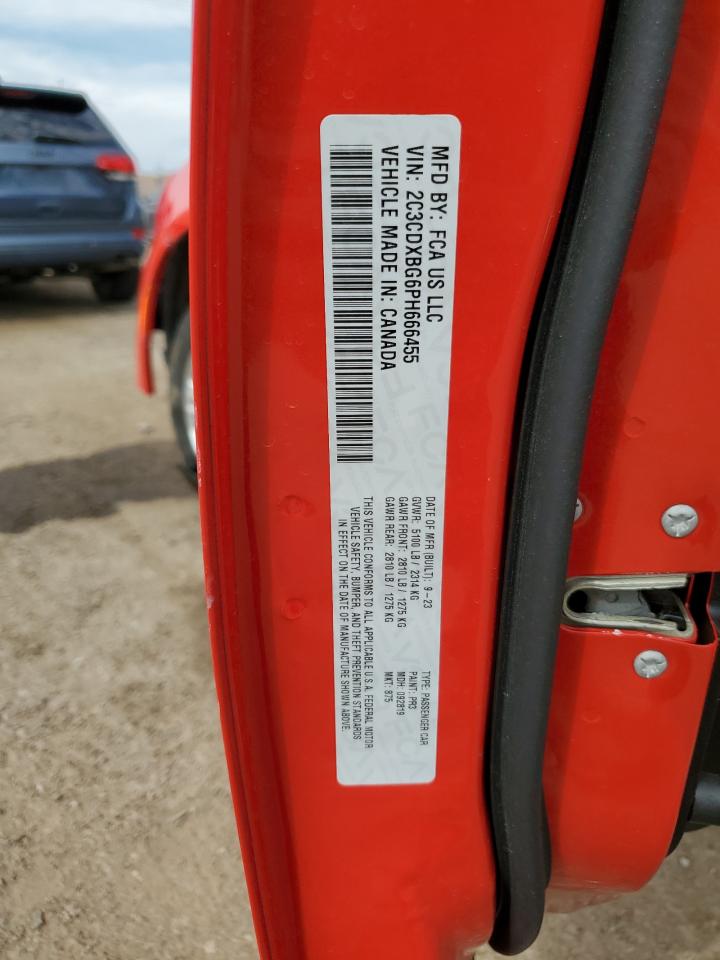 MFD BY: FCA US LLC
VIN: 2C3CDXBG6PH666455
VEHICLE MADE IN: CANADA
DATE OF MFR (BUILT): 9-23
GVWR: 5100 LB / 2314 KG
GAWR FRONT: 2810 LB / 1275 KG
GAWR REAR: 2810 LB / 1275 KG
TYPE: PASSENGER CAR
PAINT: PR3
MDH: 092819
MKT: 875
THIS VEHICLE CONFORMS TO ALL APPLICABLE U.S.A. FEDERAL MOTOR
VEHICLE SAFETY, BUMPER, AND THEFT PREVENTION STANDARDS
IN EFFECT ON THE DATE OF MANUFACTURE SHOWN ABOVE.